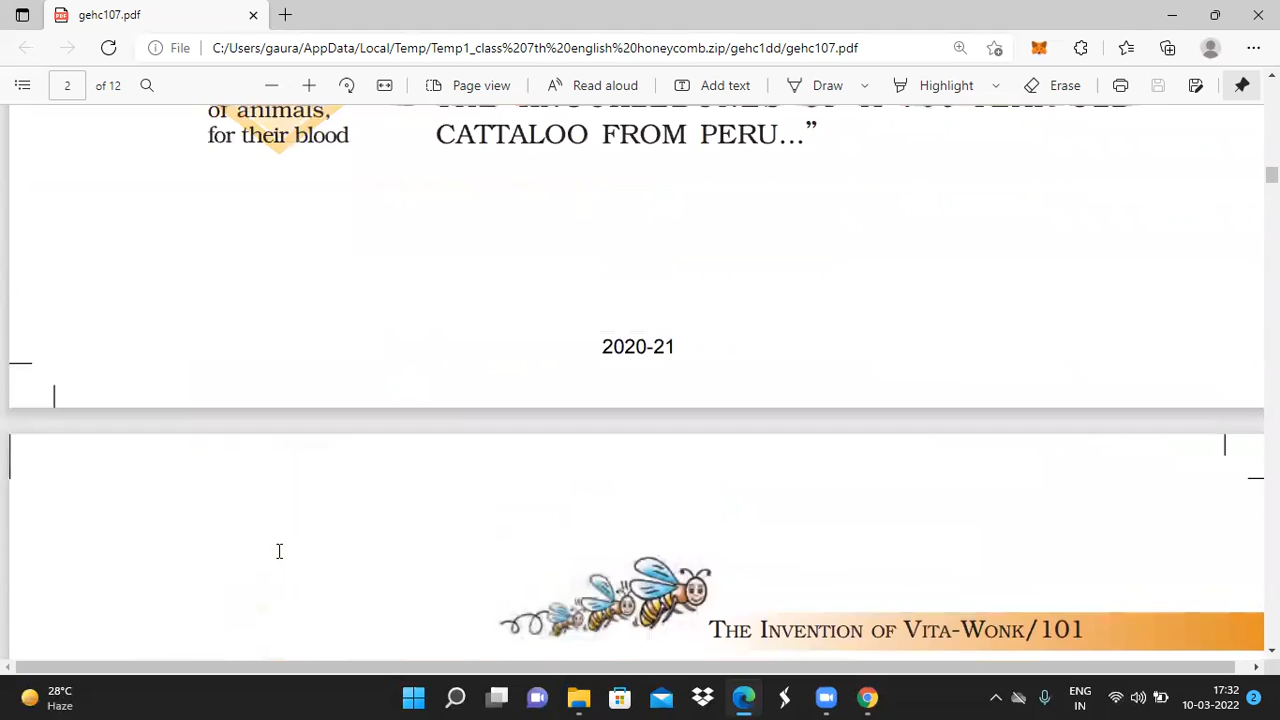 gehc107.pdf
File
C:/Users/gaura/AppData/Local/Temp/Temp1_class%207th%20english%20honeycomb.zip/gehc1dd/gehc107.pdf
2 of 12
Page view
Read aloud
Add text
Draw
Highlight
Erase
of animals,
for their blood
CATTALOO FROM PERU...”
2020-21
THE INVENTION OF VITA-WONK/101
28°C
Haze
ENG
IN
17:32
10-03-2022
2